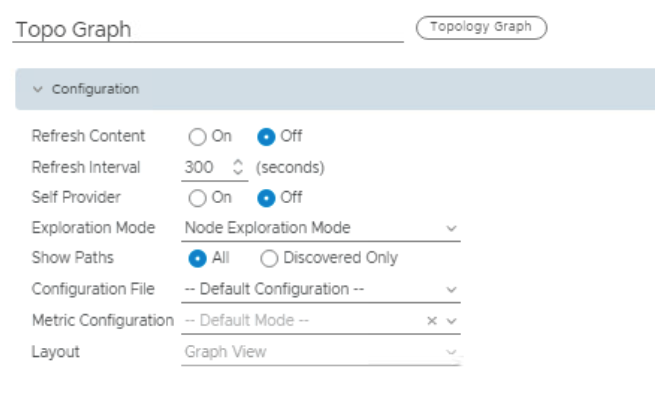 Topo Graph
Topology Graph
Configuration
Refresh Content On Off
Refresh Interval 300 (seconds)
Self Provider On Off
Exploration Mode Node Exploration Mode
Show Paths All Discovered Only
Configuration File -- Default Configuration --
Metric Configuration -- Default Mode --
Layout Graph View